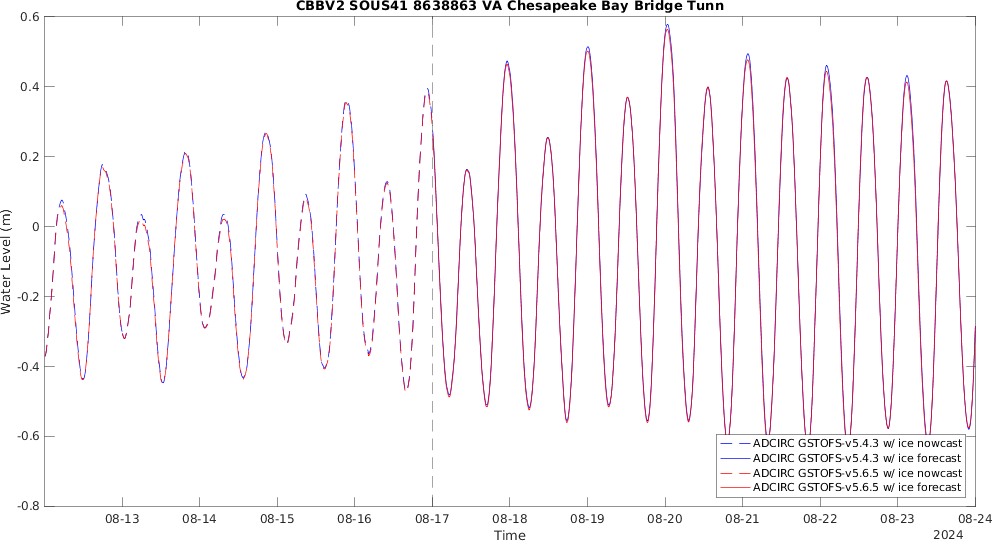 CBBV2 SOUS41 8638863 VA Chesapeake Bay Bridge Tunn
Water Level (m)
0.6
0.4
0.2
0
-0.2
-0.4
-0.6
-0.8
ADCIRC GSTOFS-v5.4.3 w/ ice nowcast
ADCIRC GSTOFS-v5.4.3 w/ ice forecast
ADCIRC GSTOFS-v5.6.5 w/ ice nowcast
ADCIRC GSTOFS-v5.6.5 w/ ice forecast
08-13 08-14 08-15 08-16 08-17 08-18 08-19 08-20 08-21 08-22 08-23 08-24
Time
2024